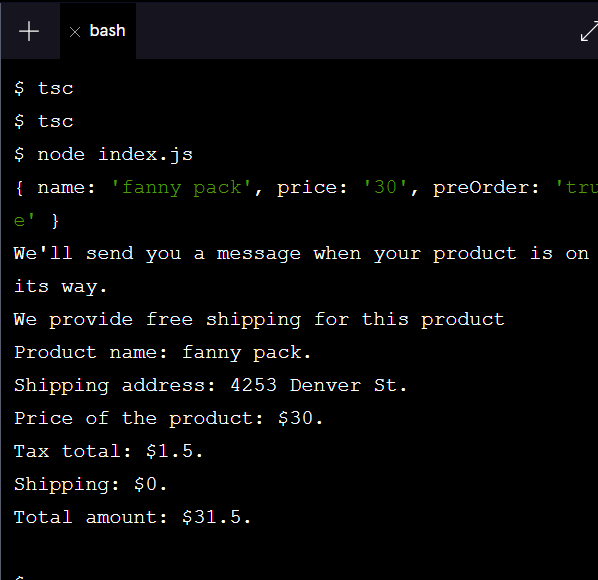 bash
$ tsc
$ tsc
$ node index.js
{ name: 'fanny pack', price: '30', preOrder: 'tru
e' }
We'll send you a message when your product is on
its way.
We provide free shipping for this product
Product name: fanny pack.
Shipping address: 4253 Denver St.
Price of the product: $30.
Tax total: $1.5.
Shipping: $0.
Total amount: $31.5.
$